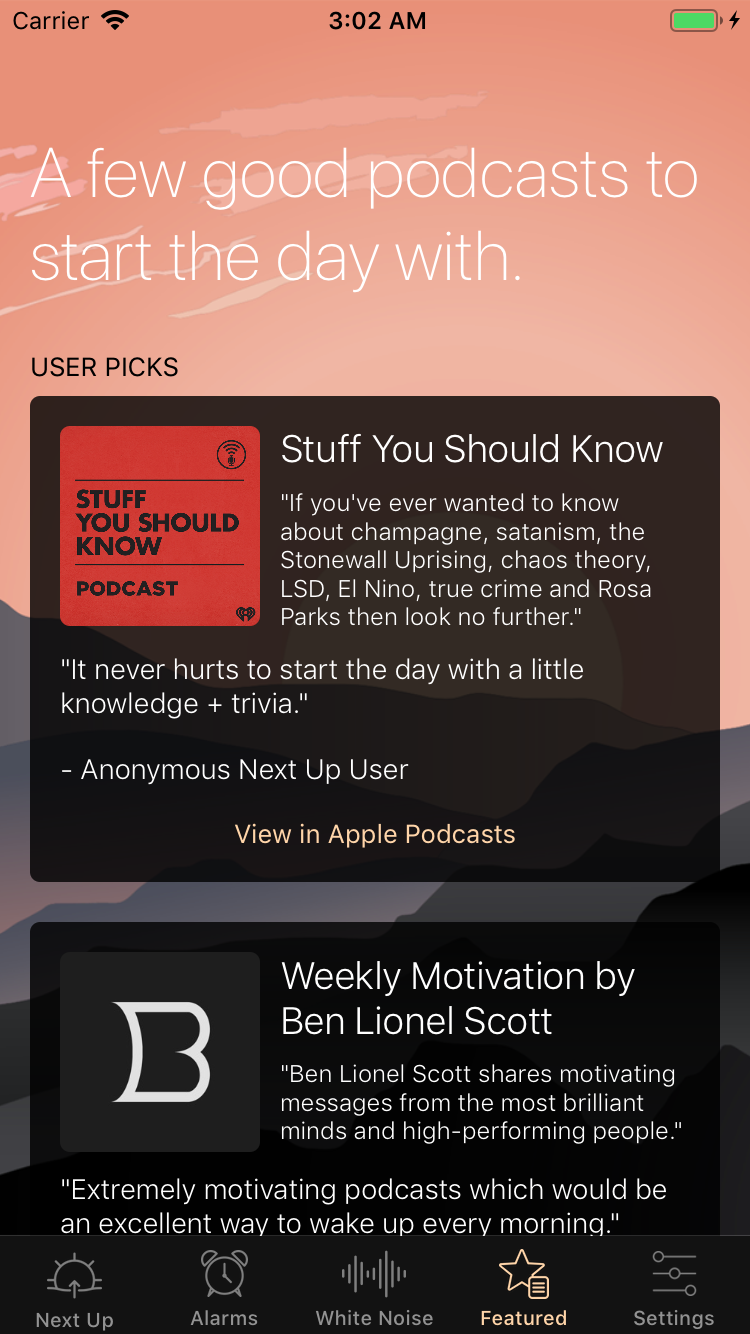 Carrier 3:02 AM
A few good podcasts to
start the day with.
USER PICKS
STUFF
YOU SHOULD
KNOW
PODCAST
Stuff You Should Know
"If you've ever wanted to know
about champagne, satanism, the
Stonewall Uprising, chaos theory,
LSD, El Nino, true crime and Rosa
Parks then look no further."
"It never hurts to start the day with a little
knowledge + trivia."
- Anonymous Next Up User
View in Apple Podcasts
B
Weekly Motivation by
Ben Lionel Scott
"Ben Lionel Scott shares motivating
messages from the most brilliant
minds and high-performing people."
"Extremely motivating podcasts which would be
an excellent way to wake up every morning."
Next Up Alarms White Noise Featured Settings